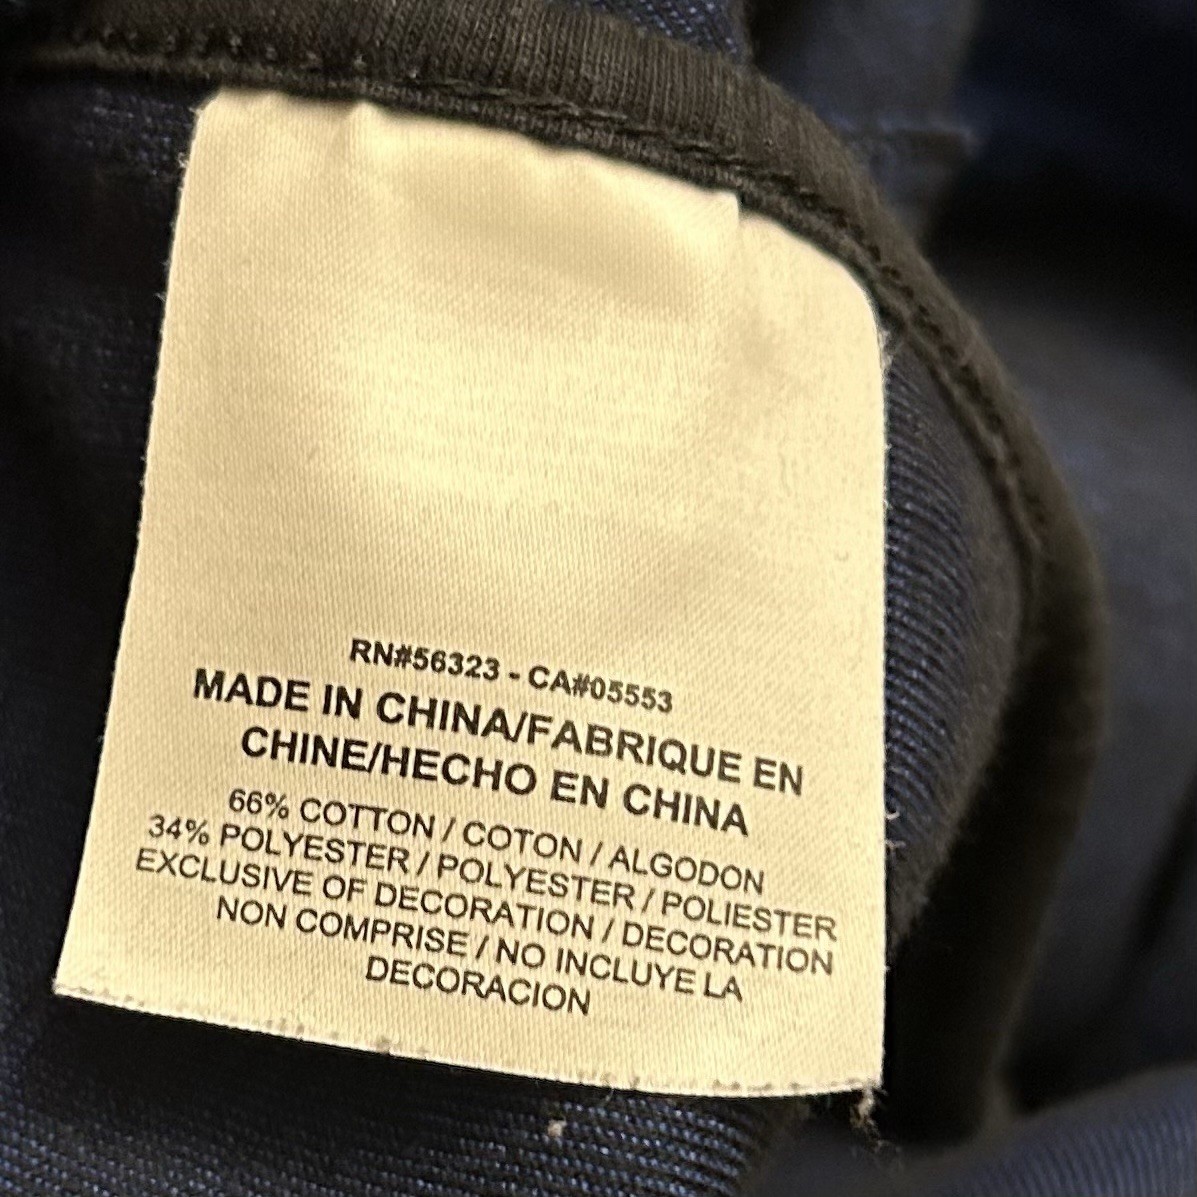 RN#56323 - CA#05553
MADE IN CHINA/FABRIQUE EN
CHINE/HECHO EN CHINA
66% COTTON / COTON / ALGODON
34% POLYESTER / POLYESTER / POLIESTER
EXCLUSIVE OF DECORATION / DECORATION
NON COMPRISE / NO INCLUYE LA
DECORACION